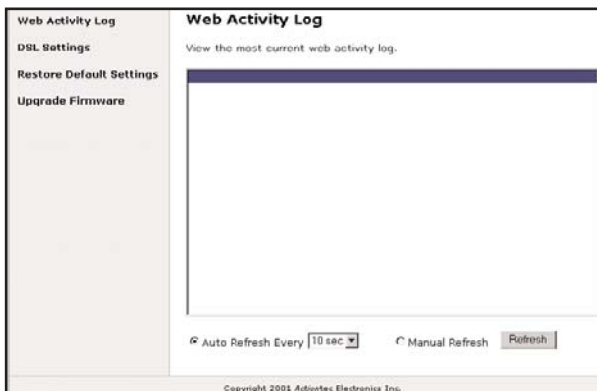 Web Activity Log
DSL Settings
Restore Default Settings
Upgrade Firmware
Web Activity Log
View the most current web activity log.
Auto Refresh Every 10 sec Manual Refresh Refresh
Copyright 2001 Actiontec Electronics Inc.